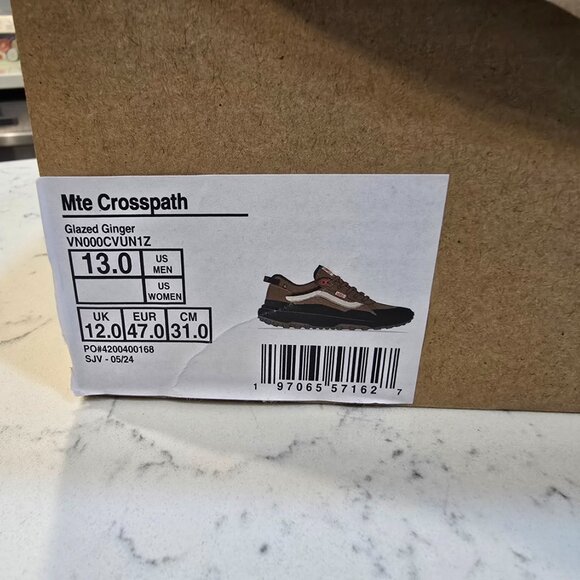 Mte Crosspath
Glazed Ginger
VN000CVUN1Z
13.0 US MEN
US WOMEN
UK EUR CM
12.0 47.0 31.0
PO#4200400168
SJV - 05/24
1 97065 57162 7